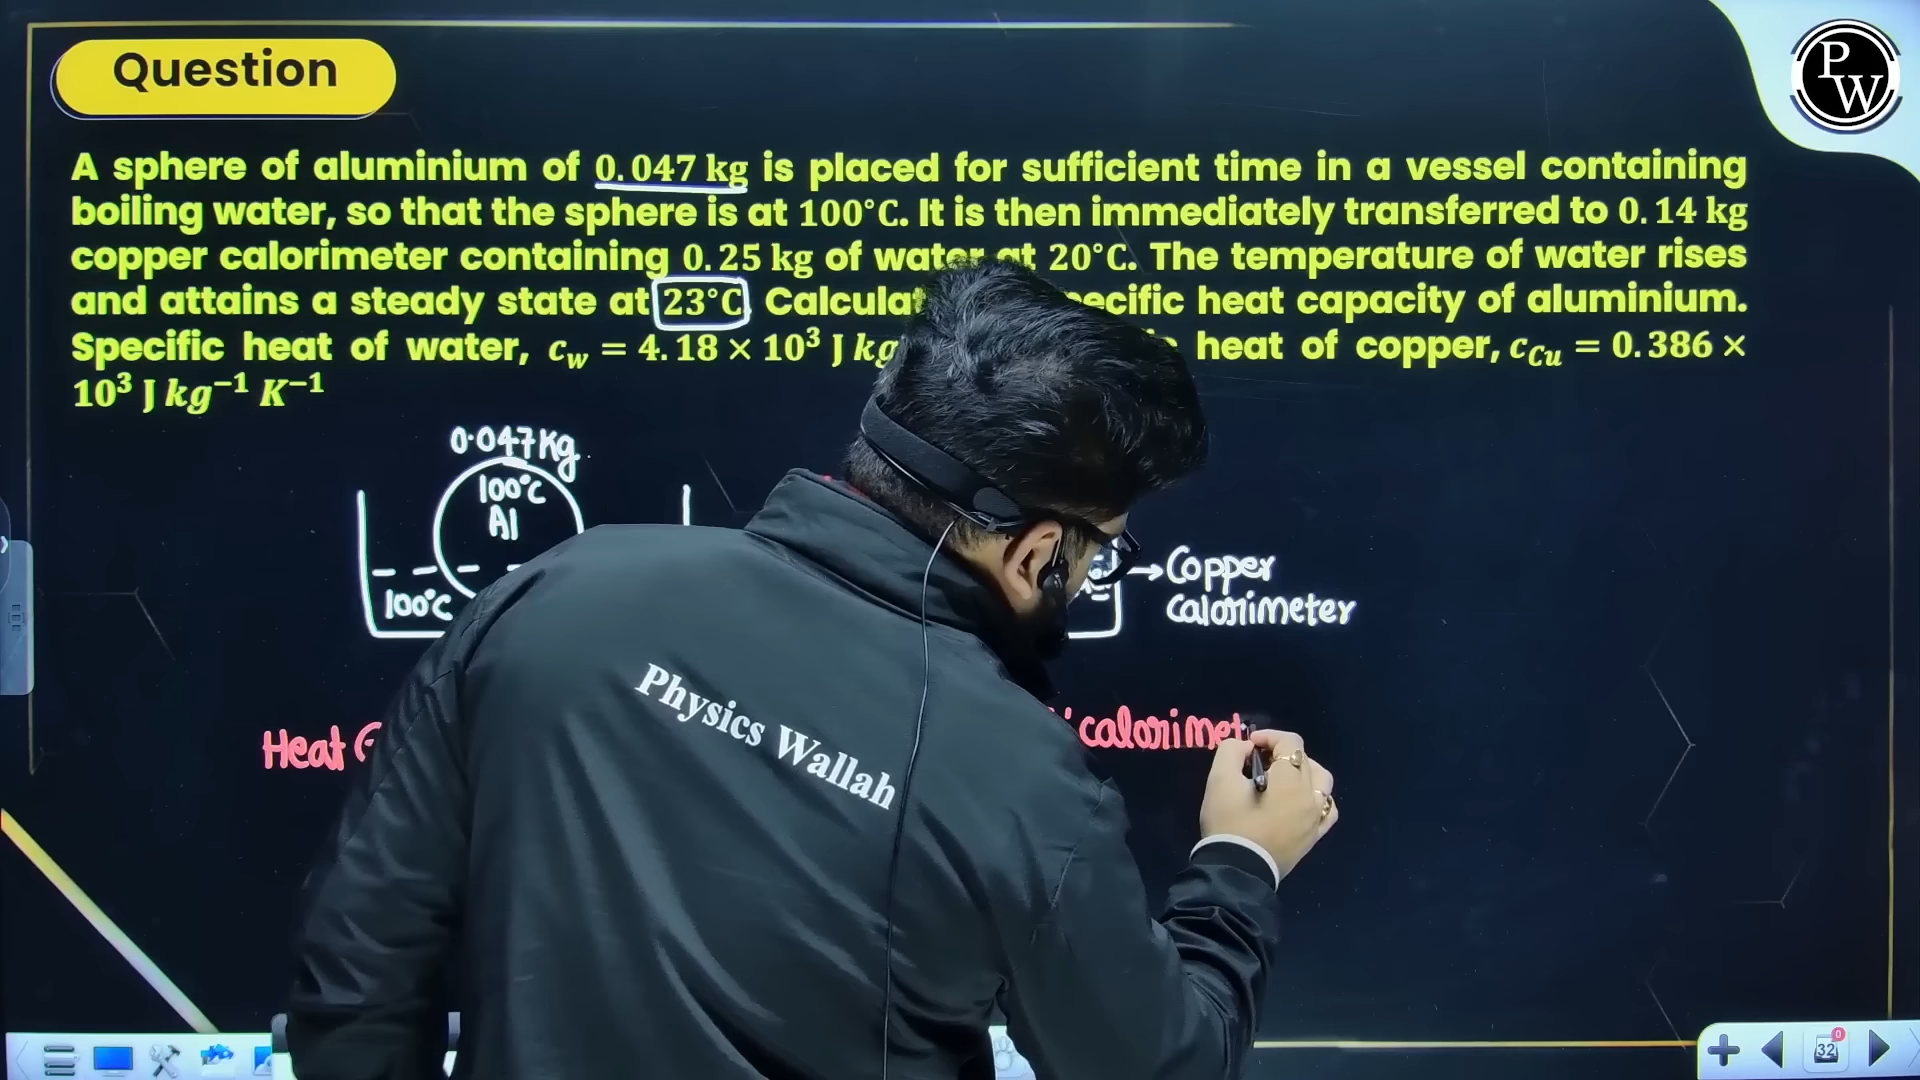 Question
PW
A sphere of aluminium of 0.047 kg is placed for sufficient time in a vessel containing
boiling water, so that the sphere is at 100°C. It is then immediately transferred to 0.14 kg
copper calorimeter containing 0.25 kg of water at 20°C. The temperature of water rises
and attains a steady state at 23°C. Calculat ecific heat capacity of aluminium.
Specific heat of water, c_w = 4.18 × 10³ J kg heat of copper, c_Cu = 0.386 ×
10³ J kg⁻¹ K⁻¹
0.047 Kg.
100°C
Al
100°C
→ Copper
calorimeter
Heat calorimet
Physics Wallah
32
0